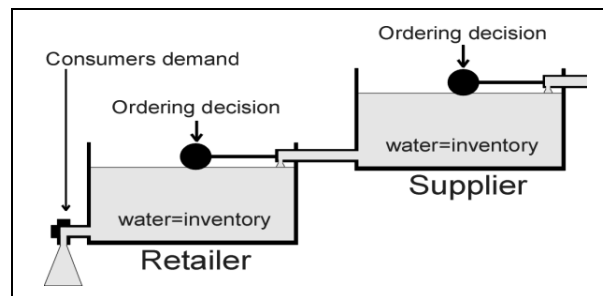 Ordering decision
Consumers demand
Ordering decision
water=inventory
Supplier
water=inventory
Retailer